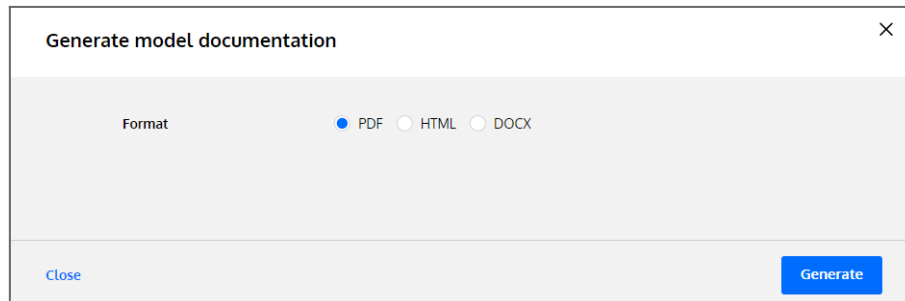 Generate model documentation
Format PDF HTML DOCX
Close Generate